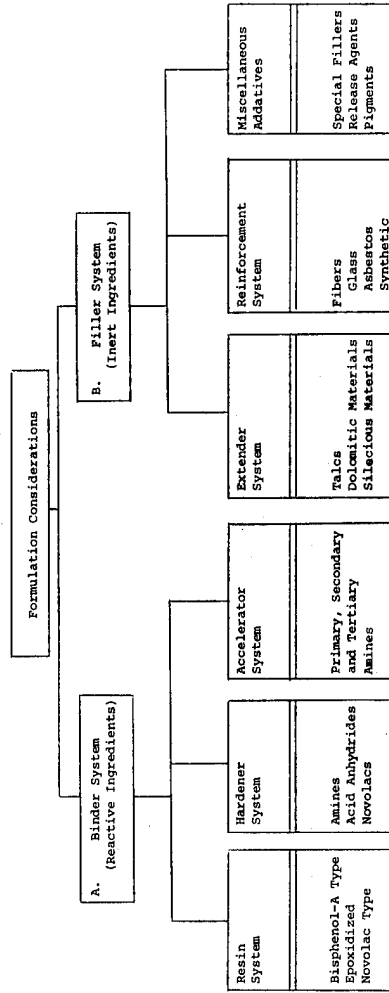 Formulation Considerations
A. Binder System
(Reactive Ingredients)
B. Filler System
(Inert Ingredients)
Resin
System
Bisphenol-A Type
Epoxidized
Novolac Type
Hardener
System
Amines
Acid Anhydrides
Novolacs
Accelerator
System
Primary, Secondary
and Tertiary
Amines
Extender
System
Talcs
Dolomitic Materials
Silecious Materials
Reinforcement
System
Fibers
Glass
Asbestos
Synthetic
Miscellaneous
Addatives
Special Fillers
Release Agents
Pigments